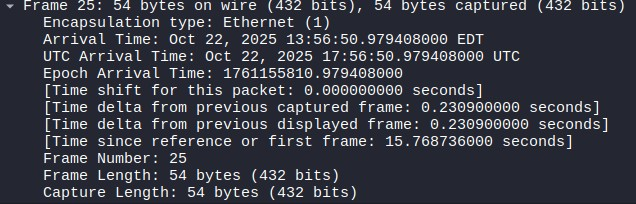 Frame 25: 54 bytes on wire (432 bits), 54 bytes captured (432 bits)
Encapsulation type: Ethernet (1)
Arrival Time: Oct 22, 2025 13:56:50.979408000 EDT
UTC Arrival Time: Oct 22, 2025 17:56:50.979408000 UTC
Epoch Arrival Time: 1761155810.979408000
[Time shift for this packet: 0.000000000 seconds]
[Time delta from previous captured frame: 0.230900000 seconds]
[Time delta from previous displayed frame: 0.230900000 seconds]
[Time since reference or first frame: 15.768736000 seconds]
Frame Number: 25
Frame Length: 54 bytes (432 bits)
Capture Length: 54 bytes (432 bits)